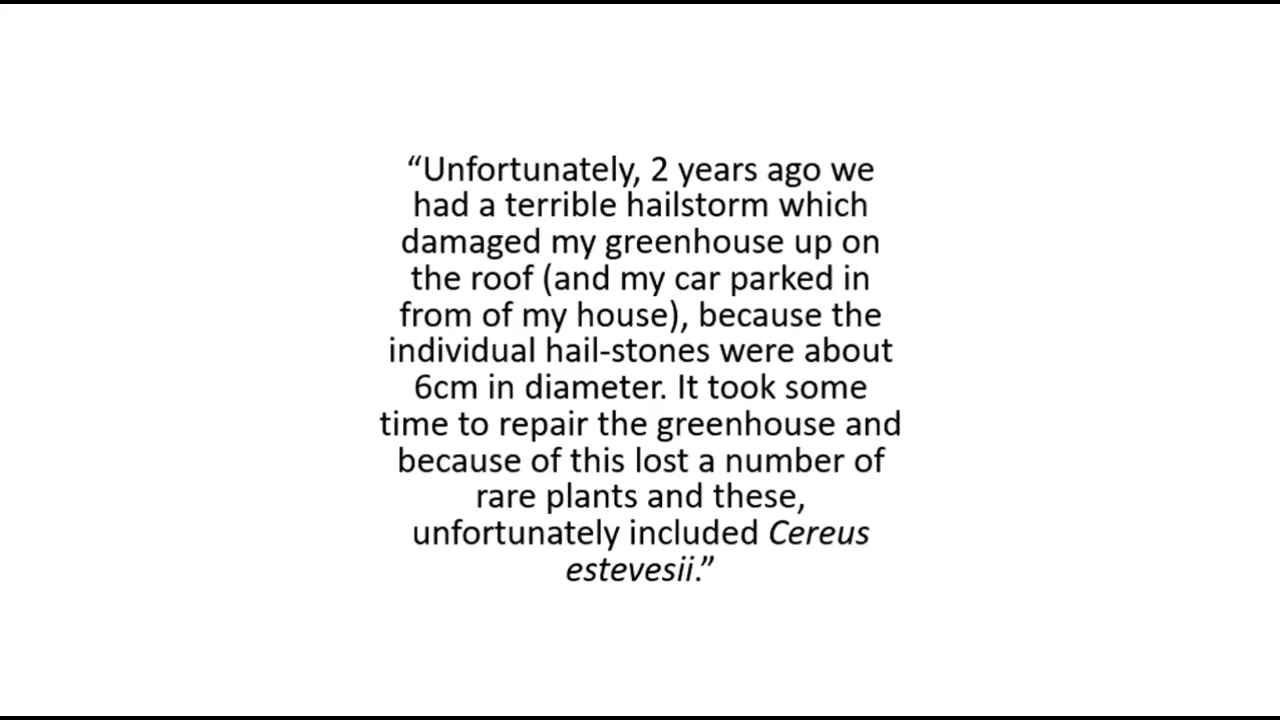 “Unfortunately, 2 years ago we
had a terrible hailstorm which
damaged my greenhouse up on
the roof (and my car parked in
from of my house), because the
individual hail-stones were about
6cm in diameter. It took some
time to repair the greenhouse and
because of this lost a number of
rare plants and these,
unfortunately included Cereus
estevesii.”